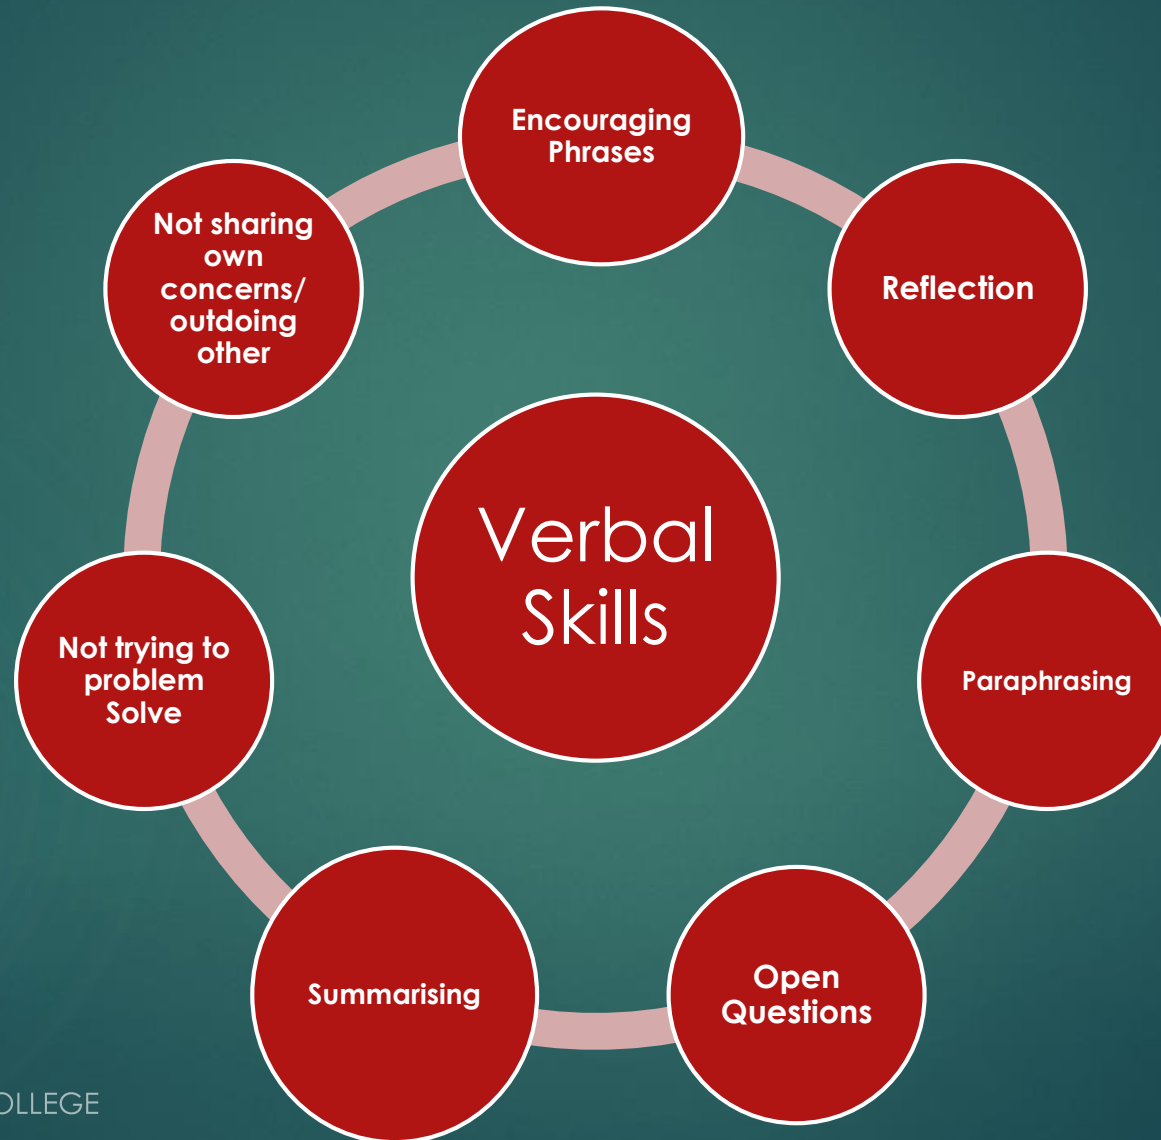 Encouraging
Phrases
Reflection
Paraphrasing
Open
Questions
Summarising
Not trying to
problem
Solve
Not sharing
own
concerns/
outdoing
other
Verbal
Skills